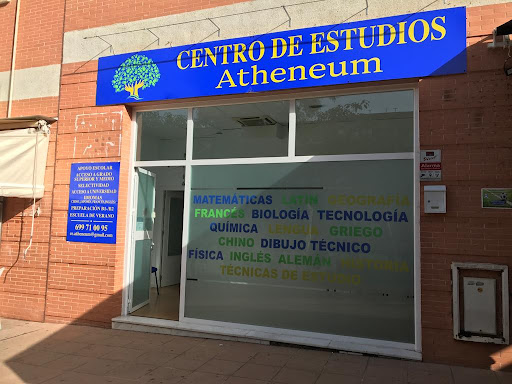 CENTRO DE ESTUDIOS
Atheneum
APOYO ESCOLAR
ACCESO A GRADO
SUPERIOR Y MEDIO
SELECTIVIDAD
ACCESO A UNIVERSIDAD
IDIOMAS
PREPARACIÓN B1-B2
ESCUELA DE VERANO
699 71 00 95
MATEMÁTICAS LATÍN GEOGRAFÍA
FRANCÉS BIOLOGÍA TECNOLOGÍA
QUÍMICA LENGUA GRIEGO
CHINO DIBUJO TÉCNICO
FÍSICA INGLÉS ALEMÁN HISTORIA
TÉCNICAS DE ESTUDIO